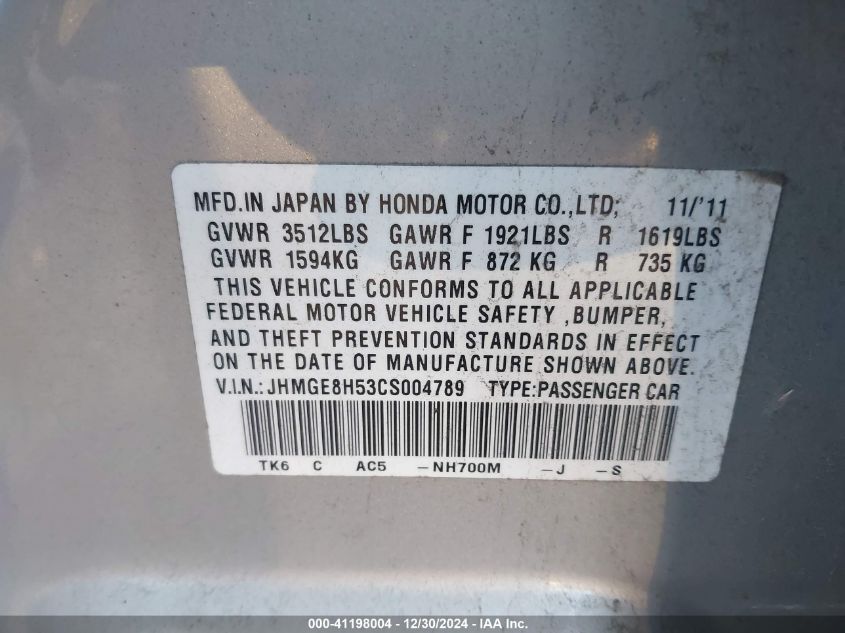 MFD.IN JAPAN BY HONDA MOTOR CO.,LTD; 11/'11
GVWR 3512LBS GAWR F 1921LBS R 1619LBS
GVWR 1594KG GAWR F 872 KG R 735 KG
THIS VEHICLE CONFORMS TO ALL APPLICABLE
FEDERAL MOTOR VEHICLE SAFETY ,BUMPER,
AND THEFT PREVENTION STANDARDS IN EFFECT
ON THE DATE OF MANUFACTURE SHOWN ABOVE.
V.I.N.:JHMGE8H53CS004789 TYPE:PASSENGER CAR
TK6 C AC5 -NH700M -J -S
000-41198004 - 12/30/2024 - IAA Inc.